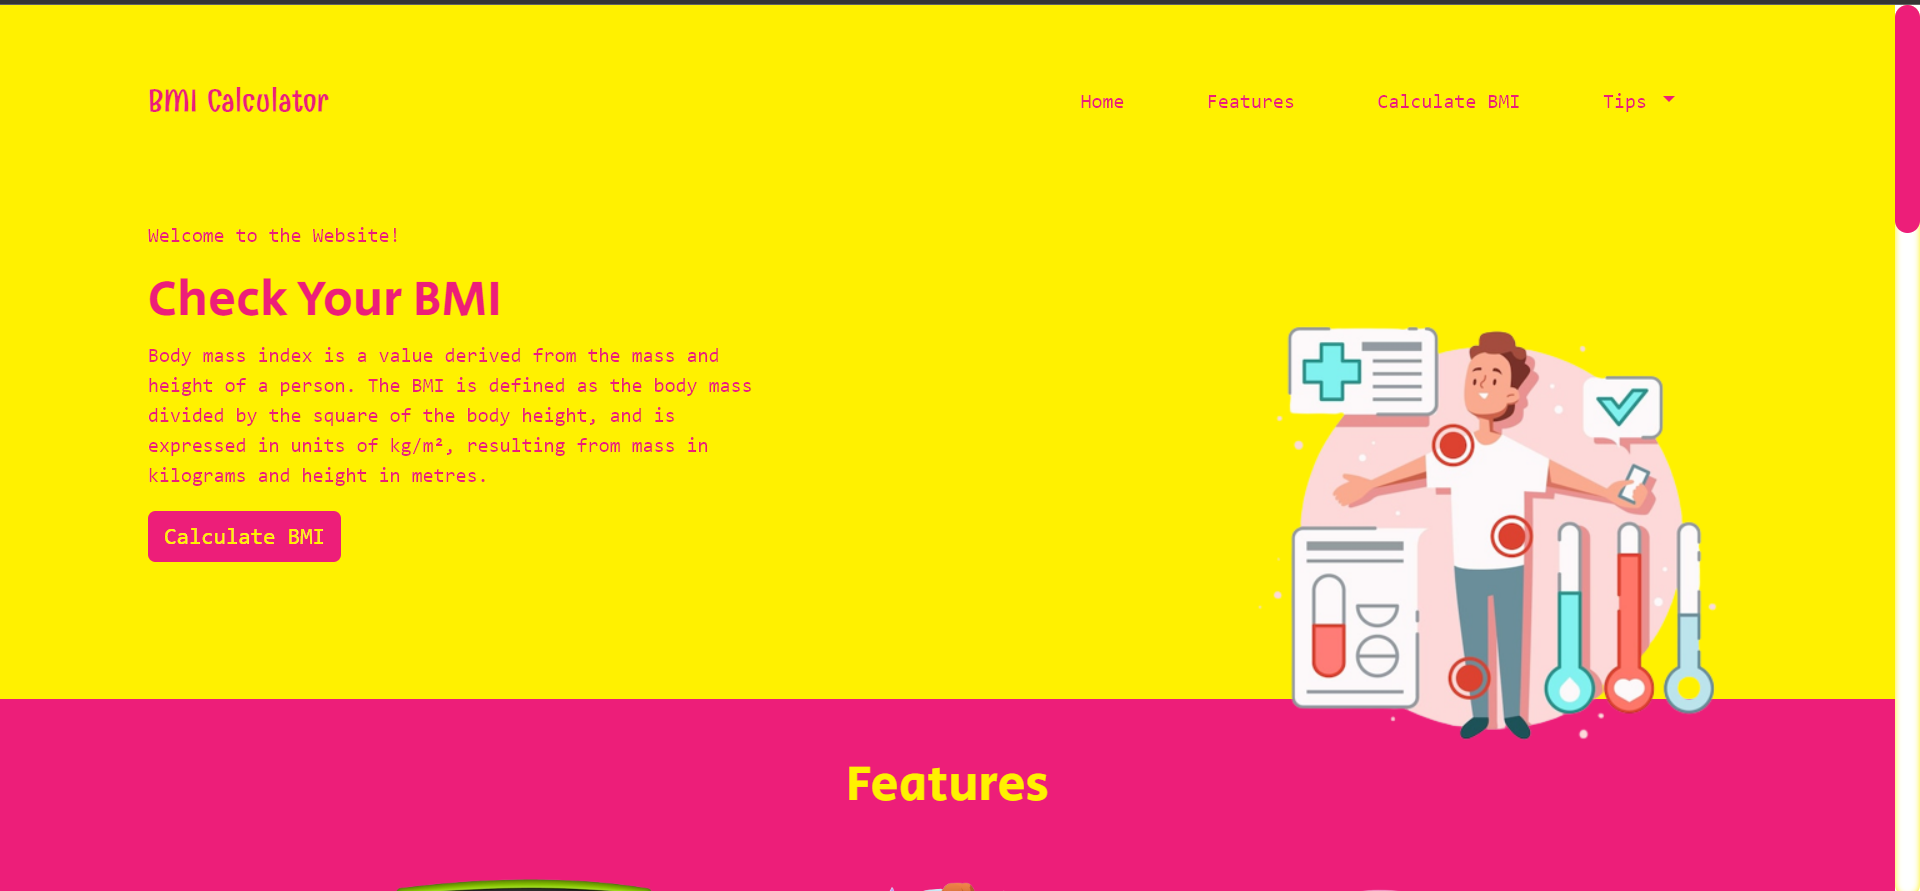 BMI Calculator
Home
Features
Calculate BMI
Tips
Welcome to the Website!
Check Your BMI
Body mass index is a value derived from the mass and
height of a person. The BMI is defined as the body mass
divided by the square of the body height, and is
expressed in units of kg/m², resulting from mass in
kilograms and height in metres.
Calculate BMI
Features